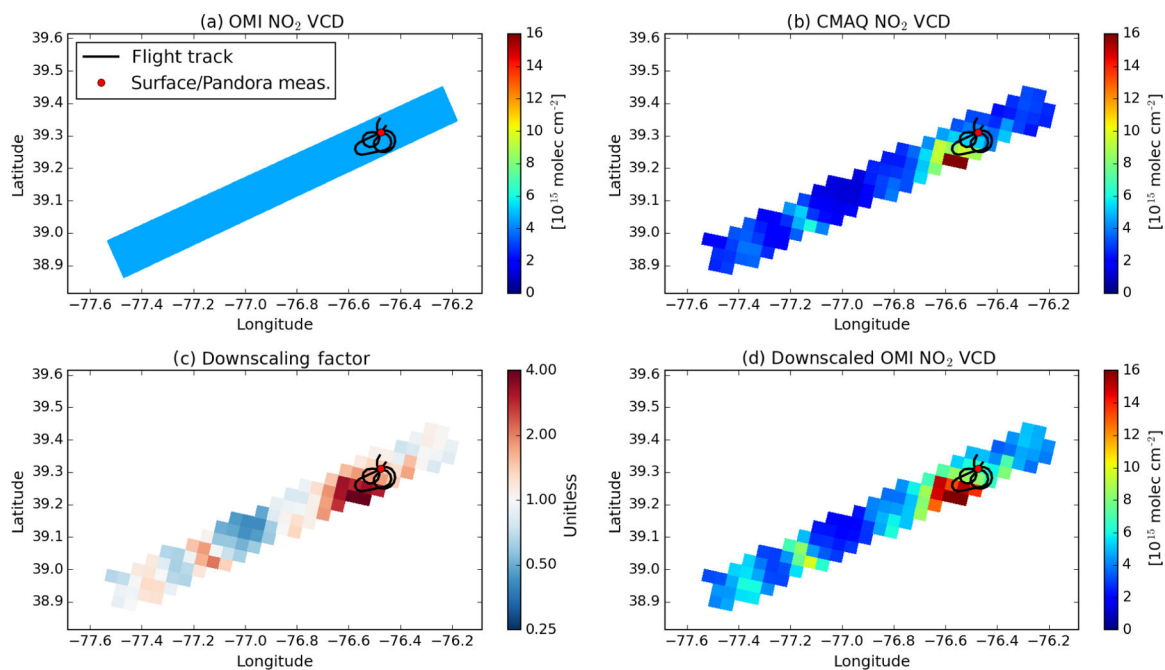 (a) OMI NO₂ VCD
39.6
39.5
39.4
39.3
39.2
39.1
39.0
38.9
Latitude
Flight track
Surface/Pandora meas.
−77.6 −77.4 −77.2 −77.0 −76.8 −76.6 −76.4 −76.2
Longitude
16
14
12
10
8
6
4
2
0
[10¹⁵ molec cm⁻²]
(b) CMAQ NO₂ VCD
39.6
39.5
39.4
39.3
39.2
39.1
39.0
38.9
Latitude
−77.6 −77.4 −77.2 −77.0 −76.8 −76.6 −76.4 −76.2
Longitude
16
14
12
10
8
6
4
2
0
[10¹⁵ molec cm⁻²]
(c) Downscaling factor
39.6
39.5
39.4
39.3
39.2
39.1
39.0
38.9
Latitude
−77.6 −77.4 −77.2 −77.0 −76.8 −76.6 −76.4 −76.2
Longitude
4.00
2.00
1.00
0.50
0.25
Unitless
(d) Downscaled OMI NO₂ VCD
39.6
39.5
39.4
39.3
39.2
39.1
39.0
38.9
Latitude
−77.6 −77.4 −77.2 −77.0 −76.8 −76.6 −76.4 −76.2
Longitude
16
14
12
10
8
6
4
2
0
[10¹⁵ molec cm⁻²]